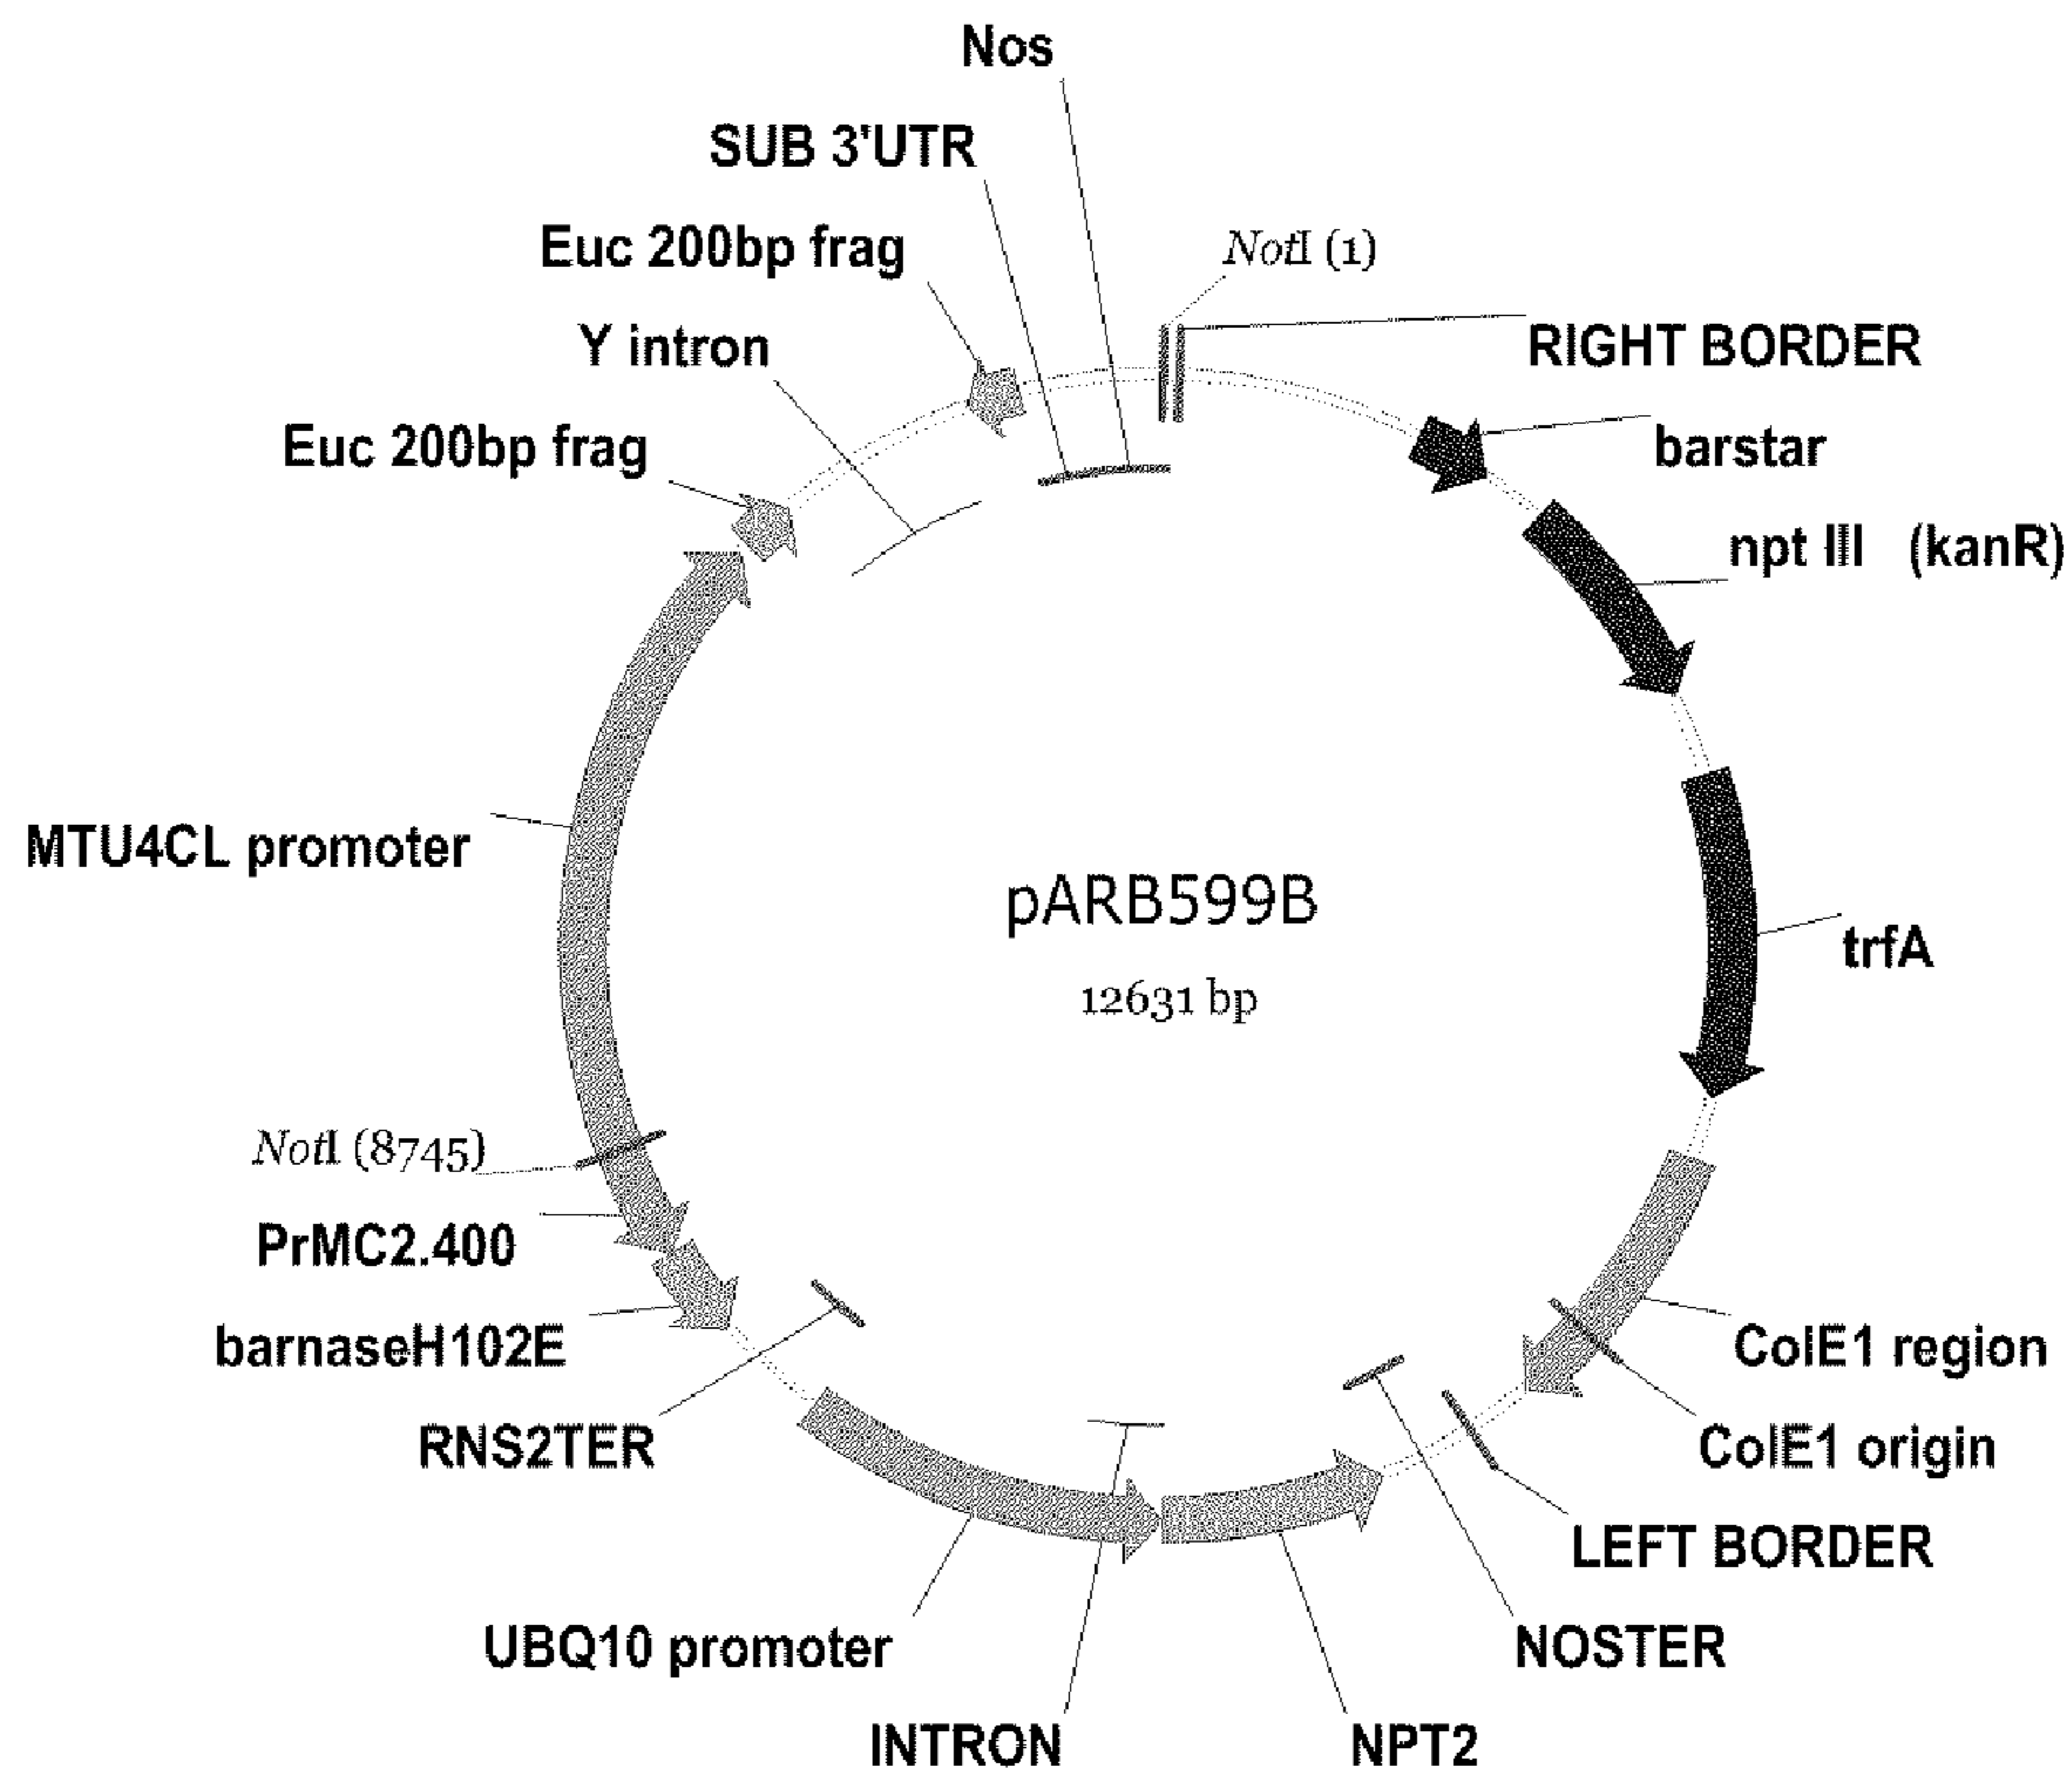 Nos
SUB 3'UTR
Euc 200bp frag
NotI (1)
Y intron
RIGHT BORDER
Euc 200bp frag
barstar
npt III (kanR)
MTU4CL promoter
pARB599B
trfA
12631 bp
NotI (8745)
PrMC2.400
barnaseH102E
ColE1 region
RNS2TER
ColE1 origin
LEFT BORDER
UBQ10 promoter
NOSTER
INTRON
NPT2